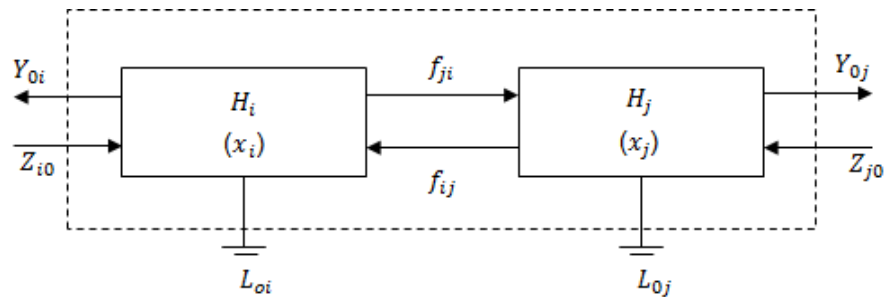 Y₀ᵢ
fⱼᵢ
Y₀ⱼ
Hᵢ
Hⱼ
(xᵢ)
(xⱼ)
Zᵢ₀
fᵢⱼ
Zⱼ₀
Lₒᵢ
L₀ⱼ